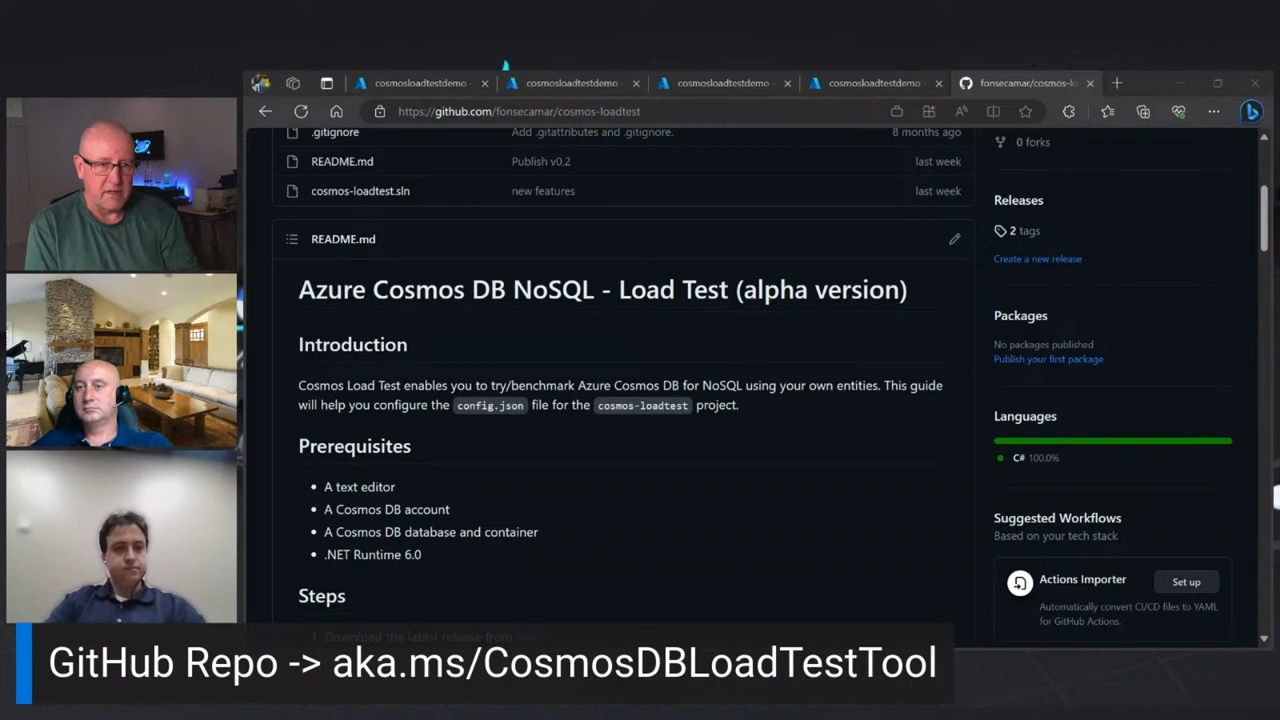 cosmosloadtestdemo
cosmosloadtestdemo
cosmosloadtestdemo
cosmosloadtestdemo
fonsecamar/cosmos-lo
https://github.com/fonsecamar/cosmos-loadtest
.gitignore Add .gitattributes and .gitignore. 8 months ago
README.md Publish v0.2 last week
cosmos-loadtest.sln new features last week
README.md
Azure Cosmos DB NoSQL - Load Test (alpha version)
Introduction
Cosmos Load Test enables you to try/benchmark Azure Cosmos DB for NoSQL using your own entities. This guide
will help you configure the config.json file for the cosmos-loadtest project.
Prerequisites
• A text editor
• A Cosmos DB account
• A Cosmos DB database and container
• .NET Runtime 6.0
Steps
1. Download the latest release from
0 forks
Releases
2 tags
Create a new release
Packages
No packages published
Publish your first package
Languages
C# 100.0%
Suggested Workflows
Based on your tech stack
Actions Importer Set up
Automatically convert CI/CD files to YAML
for GitHub Actions.
GitHub Repo -> aka.ms/CosmosDBLoadTestTool